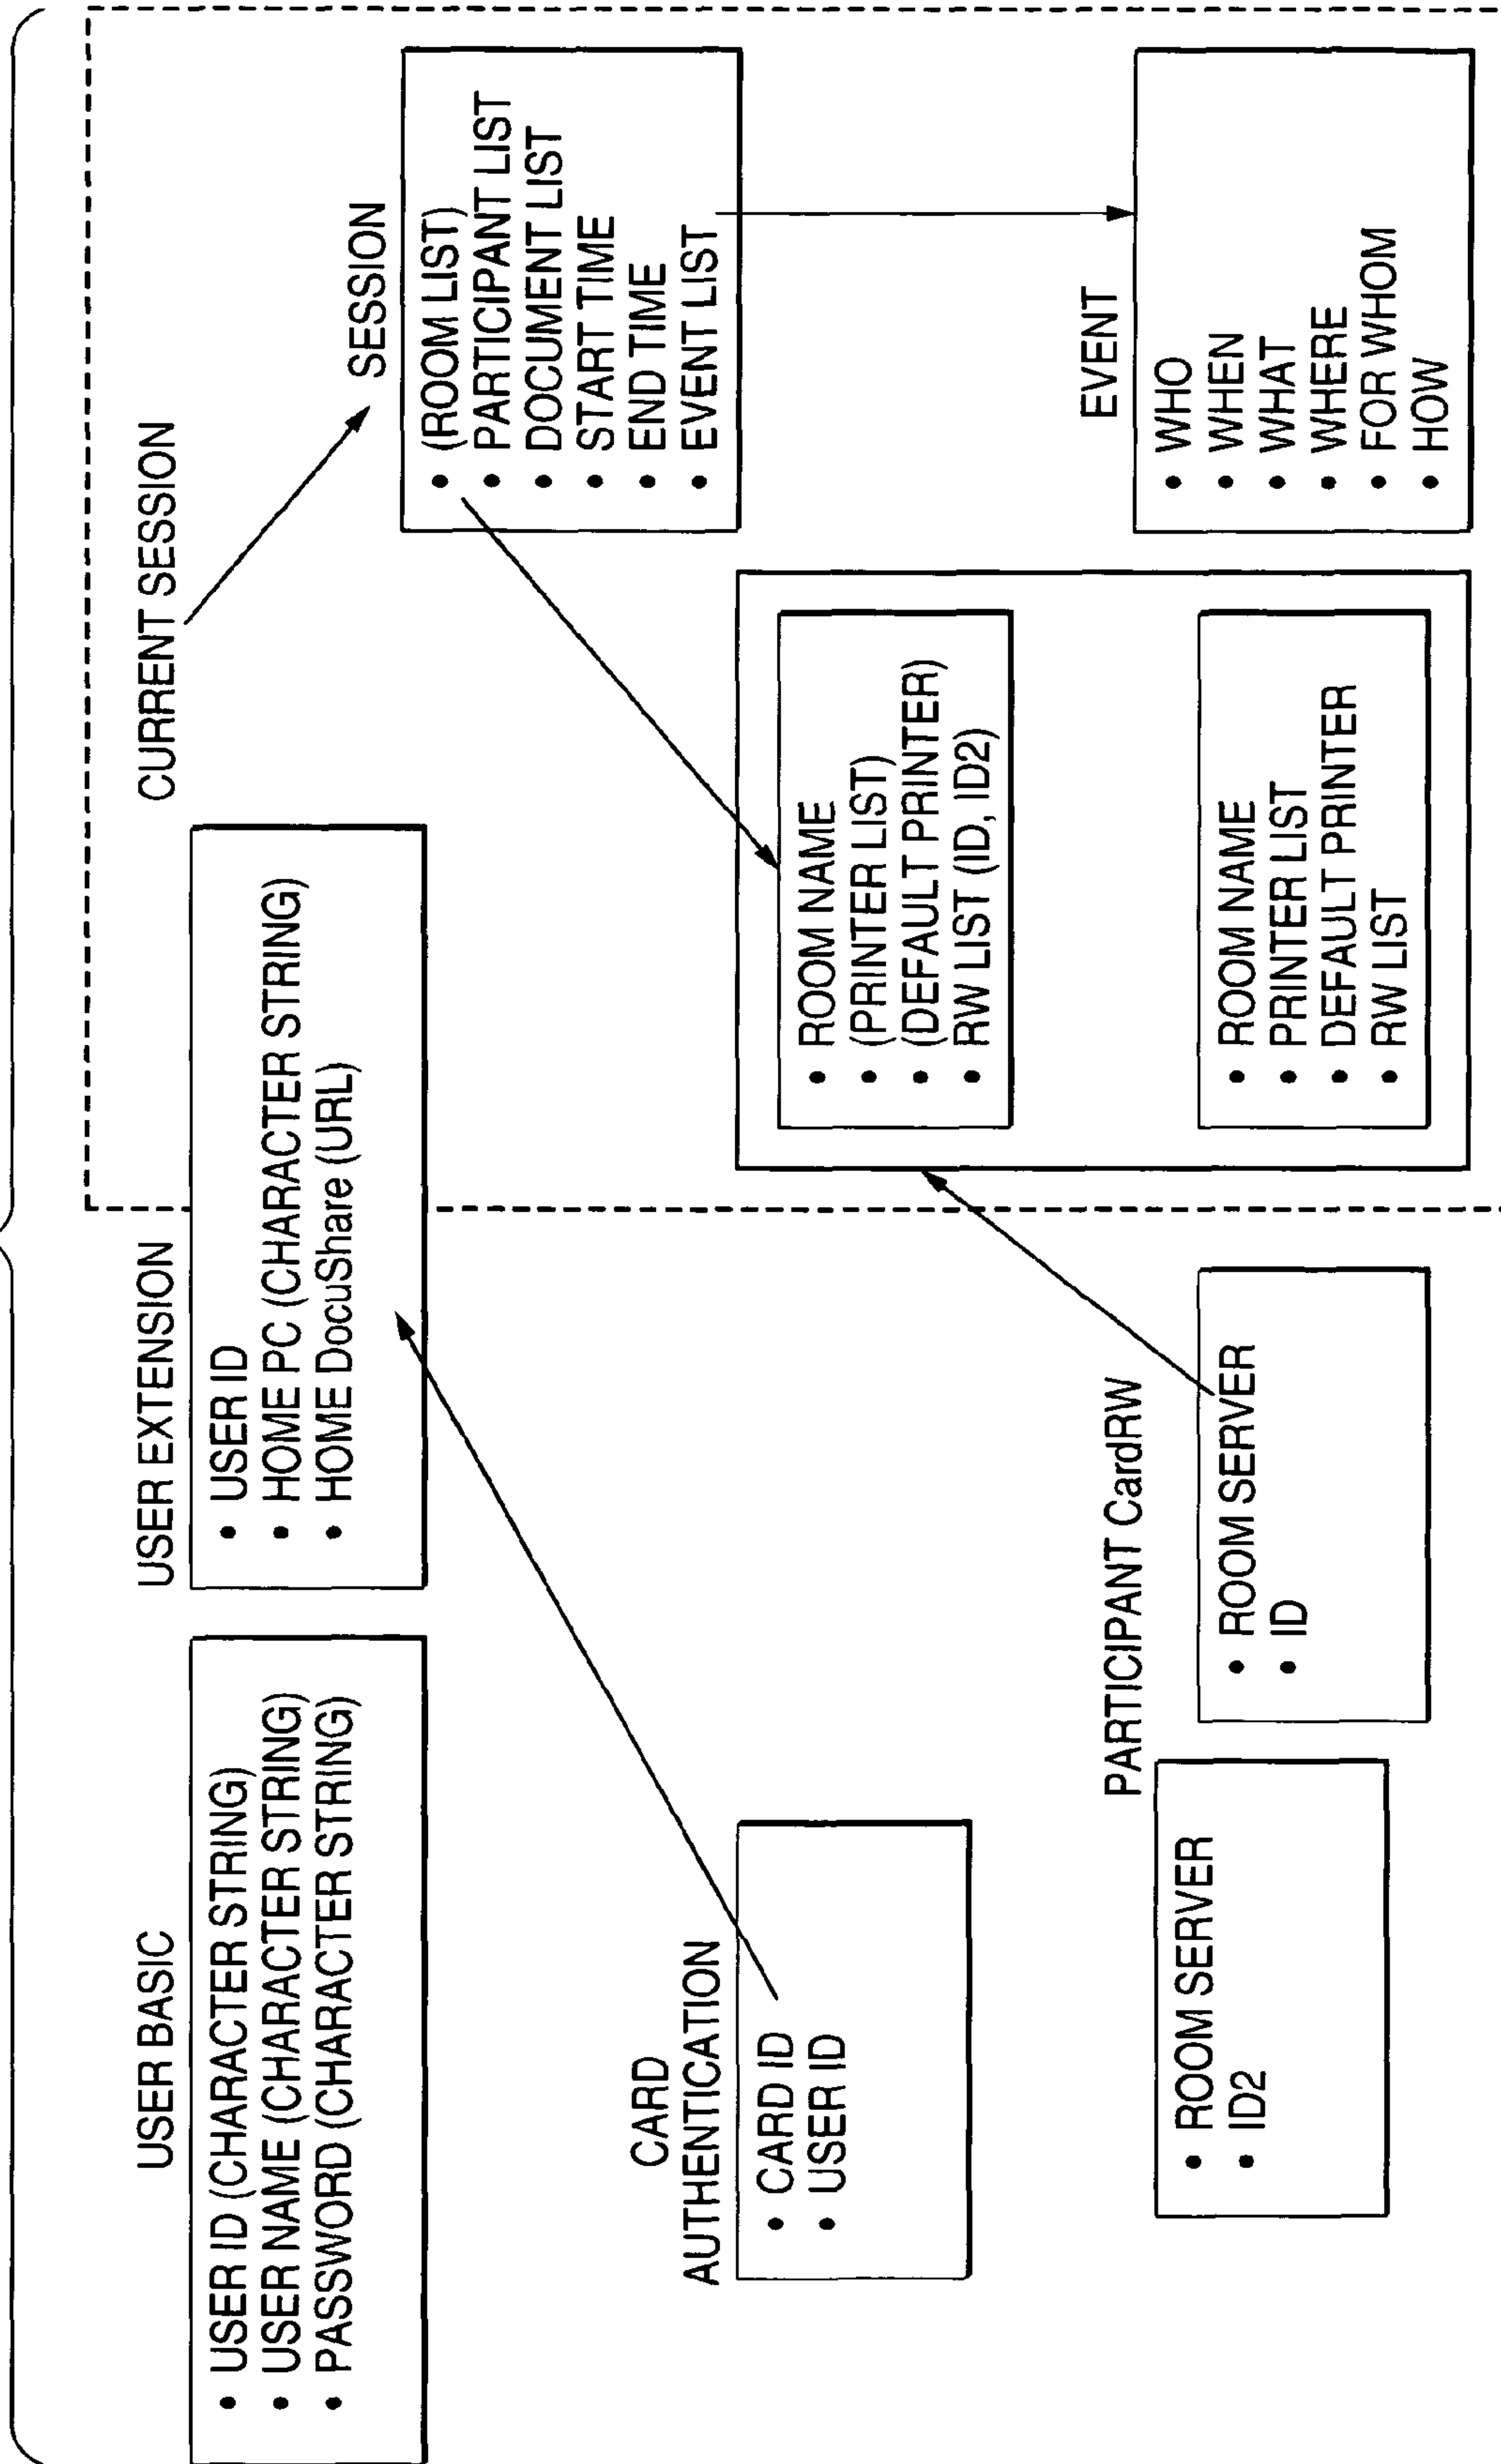 USER BASIC
• USER ID (CHARACTER STRING)
• USER NAME (CHARACTER STRING)
• PASSWORD (CHARACTER STRING)
USER EXTENSION
• USER ID
• HOME PC (CHARACTER STRING)
• HOME DocuShare (URL)
CURRENT SESSION
SESSION
• (ROOM LIST)
• PARTICIPANT LIST
• DOCUMENT LIST
• START TIME
• END TIME
• EVENT LIST
CARD
AUTHENTICATION
• CARD ID
• USER ID
• ROOM NAME
• (PRINTER LIST)
• (DEFAULT PRINTER)
• RW LIST (ID, ID2)
EVENT
• WHO
• WHEN
• WHAT
• WHERE
• FOR WHOM
• HOW
PARTICIPANT CardRW
• ROOM SERVER
• ID2
• ROOM SERVER
• ID
• ROOM NAME
• PRINTER LIST
• DEFAULT PRINTER
• RW LIST